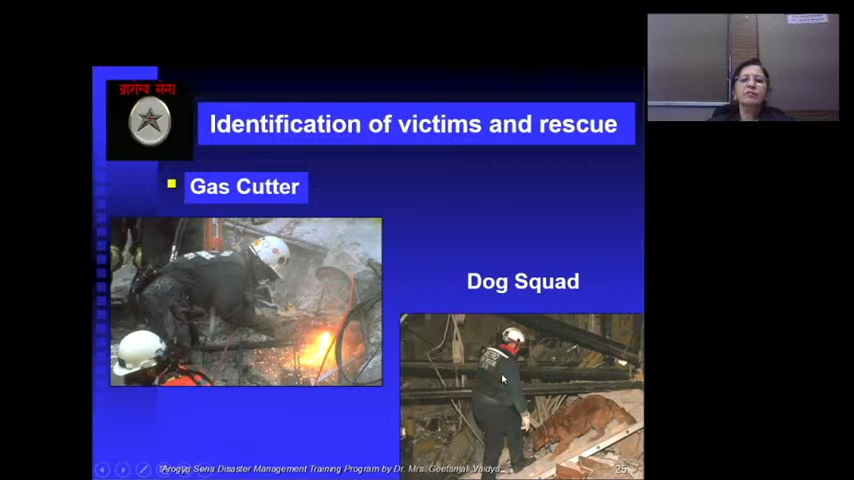 आरोग्य सेना
Identification of victims and rescue
Gas Cutter
Dog Squad
Arogya Sena Disaster Management Training Program by Dr. Mrs. Geetanjali Vaidya
25